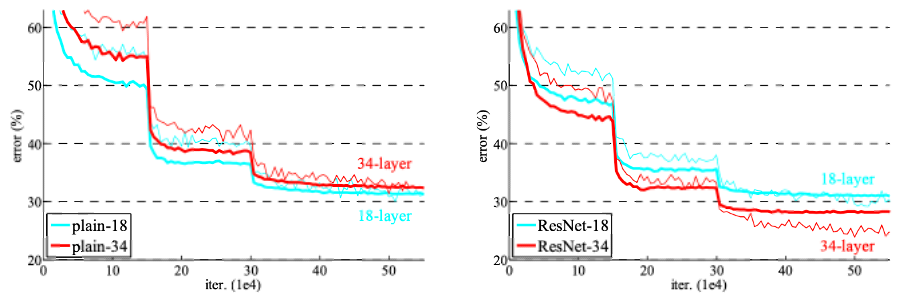 60
50
40
30
20
error (%)
0
10
20
30
40
50
iter. (1e4)
34-layer
18-layer
plain-18
plain-34
60
50
40
30
20
error (%)
0
10
20
30
40
50
iter. (1e4)
18-layer
34-layer
ResNet-18
ResNet-34